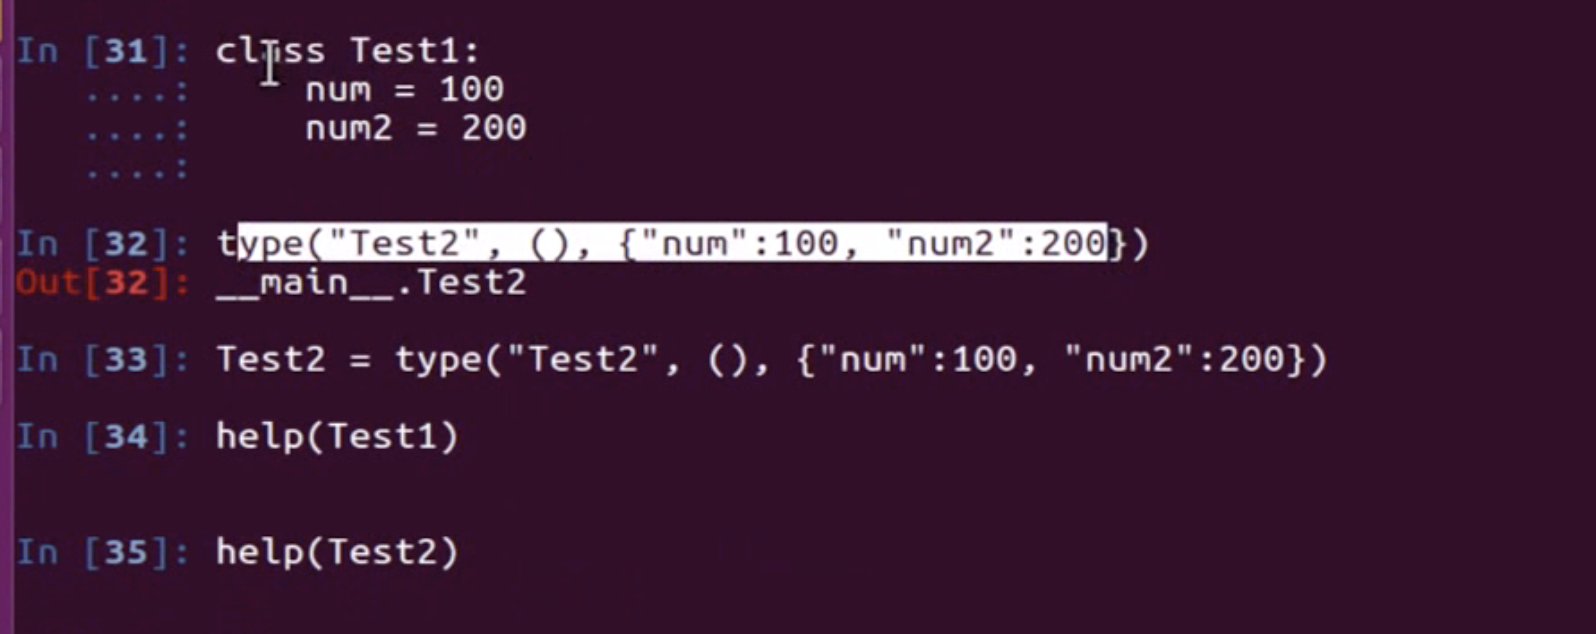 In [31]: class Test1:
   ....:     num = 100
   ....:     num2 = 200
   ....:
In [32]: type("Test2", (), {"num":100, "num2":200})
Out[32]: __main__.Test2
In [33]: Test2 = type("Test2", (), {"num":100, "num2":200})
In [34]: help(Test1)
In [35]: help(Test2)